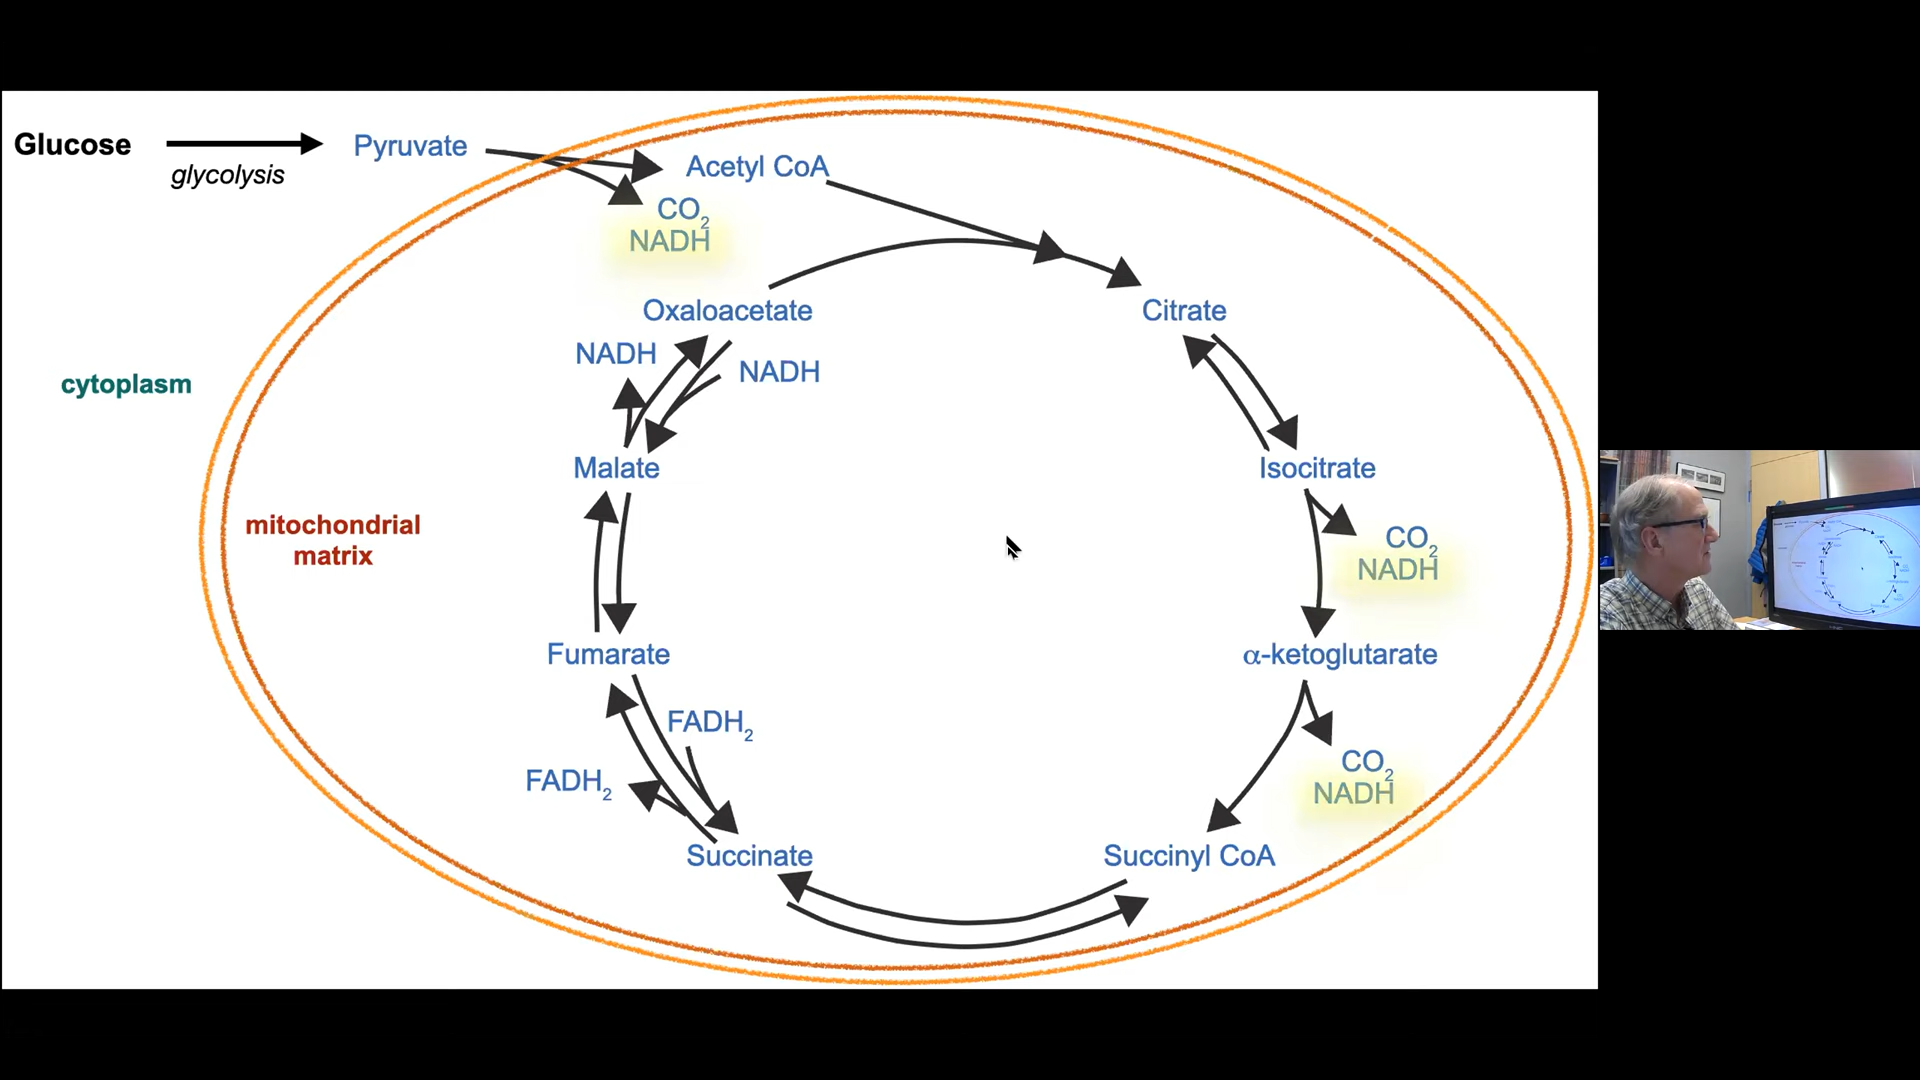 Glucose
glycolysis
Pyruvate
Acetyl CoA
CO₂
NADH
Oxaloacetate
Citrate
NADH
NADH
cytoplasm
Malate
Isocitrate
mitochondrial
matrix
CO₂
NADH
Fumarate
α-ketoglutarate
FADH₂
FADH₂
CO₂
NADH
Succinate
Succinyl CoA